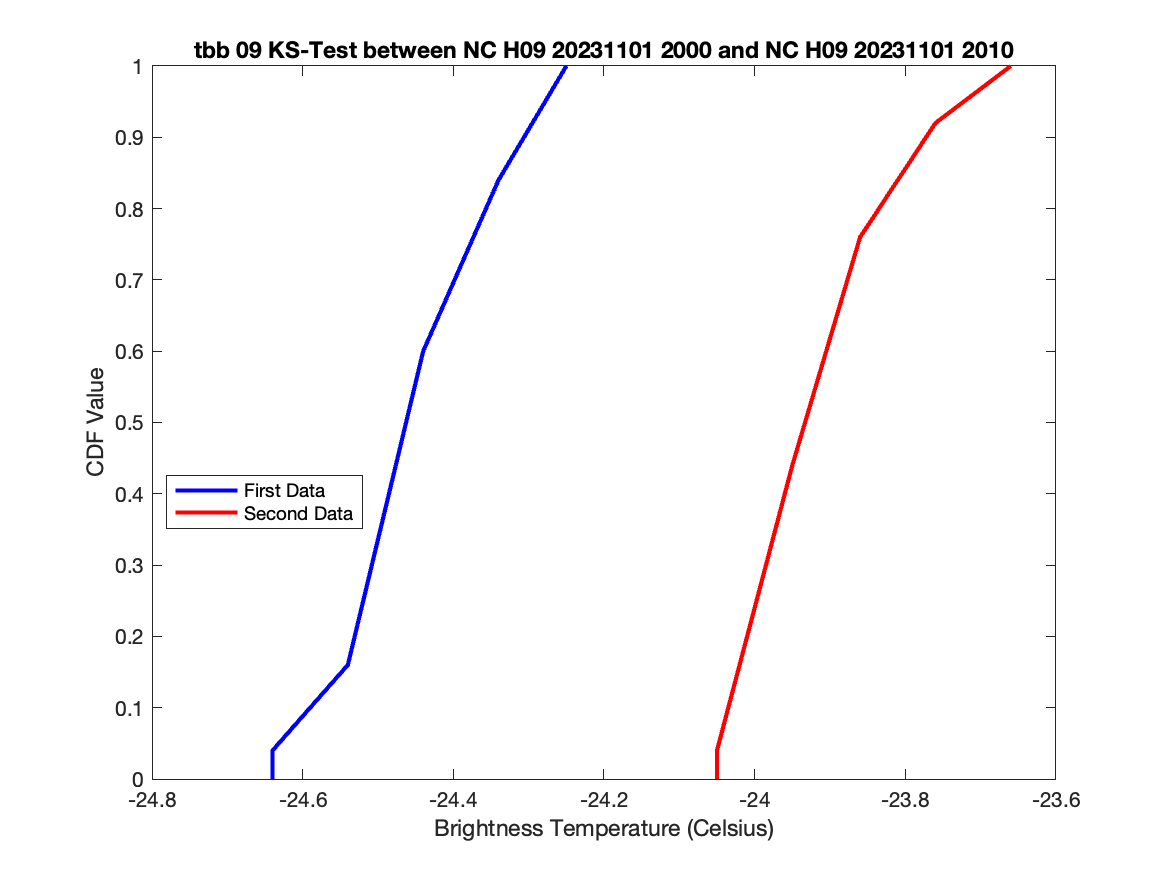 tbb 09 KS-Test between NC H09 20231101 2000 and NC H09 20231101 2010
1
0.9
0.8
0.7
0.6
0.5
0.4
0.3
0.2
0.1
0
CDF Value
First Data
Second Data
-24.8 -24.6 -24.4 -24.2 -24 -23.8 -23.6
Brightness Temperature (Celsius)